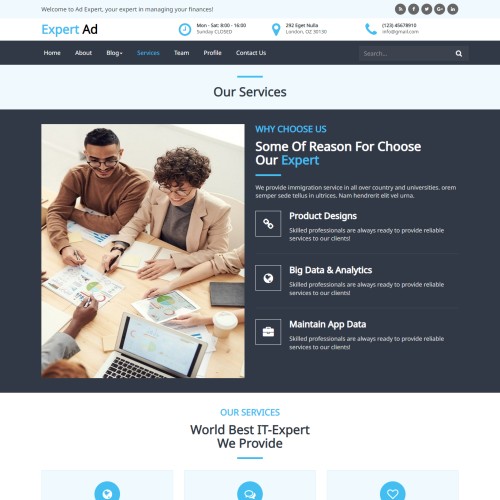 Welcome to Ad Expert, your expert in managing your finances!
Expert Ad
Mon - Sat: 8:00 - 16:00
Sunday CLOSED
292 Eget Nulla
London, OZ 30130
(123) 45678910
info@gmail.com
Home About Blog Services Team Profile Contact Us
Search...
Our Services
WHY CHOOSE US
Some Of Reason For Choose
Our Expert
We provide immigration service in all over country and universities. orem
semper sede tellus in ultrices. Nam hendrerit elit vel urna.
Product Designs
Skilled professionals are always ready to provide reliable
services to our clients!
Big Data & Analytics
Skilled professionals are always ready to provide reliable
services to our clients!
Maintain App Data
Skilled professionals are always ready to provide reliable
services to our clients!
OUR SERVICES
World Best IT-Expert
We Provide